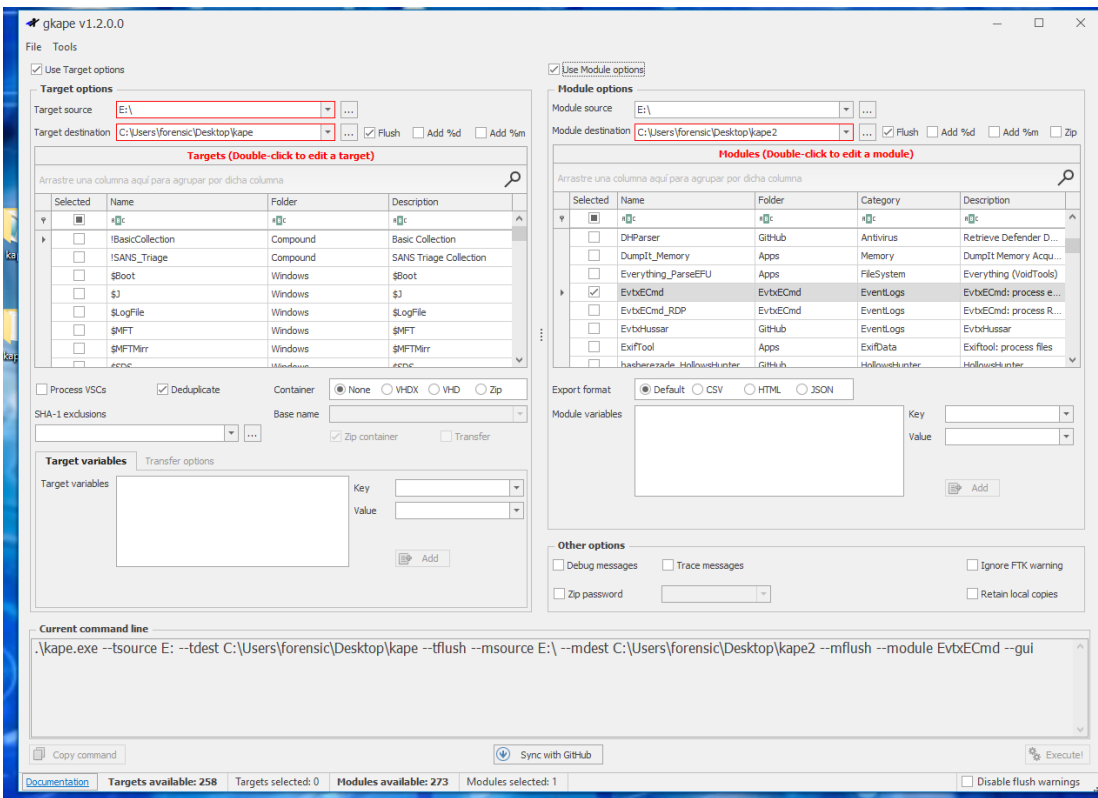 gkape v1.2.0.0
File Tools
Use Target options
Use Module options
Target options
Target source E:\ ...
Target destination C:\Users\forensic\Desktop\kape ... Flush Add %d Add %m
Targets (Double-click to edit a target)
Arrastre una columna aquí para agrupar por dicha columna
Selected Name Folder Description
!BasicCollection Compound Basic Collection
!SANS_Triage Compound SANS Triage Collection
$Boot Windows $Boot
$J Windows $J
$LogFile Windows $LogFile
$MFT Windows $MFT
$MFTMirr Windows $MFTMirr
$SDS Windows $SDS
Process VSCs Deduplicate Container None VHDX VHD Zip
SHA-1 exclusions Base name
... Zip container Transfer
Target variables Transfer options
Target variables Key
Value
Add
Module options
Module source E:\ ...
Module destination C:\Users\forensic\Desktop\kape2 ... Flush Add %d Add %m Zip
Modules (Double-click to edit a module)
Arrastre una columna aquí para agrupar por dicha columna
Selected Name Folder Category Description
DHParser GitHub Antivirus Retrieve Defender D...
DumpIt_Memory Apps Memory DumpIt Memory Acqu...
Everything_ParseEFU Apps FileSystem Everything (VoidTools)
EvtxECmd EvtxECmd EventLogs EvtxECmd: process e...
EvtxECmd_RDP EvtxECmd EventLogs EvtxECmd: process R...
EvtxHussar GitHub EventLogs EvtxHussar
ExifTool Apps ExifData Exiftool: process files
hasherezade_HollowsHunter GitHub HollowsHunter HollowsHunter
Export format Default CSV HTML JSON
Module variables Key
Value
Add
Other options
Debug messages Trace messages Ignore FTK warning
Zip password Retain local copies
Current command line
.\kape.exe --tsource E: --tdest C:\Users\forensic\Desktop\kape --tflush --msource E:\ --mdest C:\Users\forensic\Desktop\kape2 --mflush --module EvtxECmd --gui
Copy command Sync with GitHub Execute!
Documentation Targets available: 258 Targets selected: 0 Modules available: 273 Modules selected: 1 Disable flush warnings